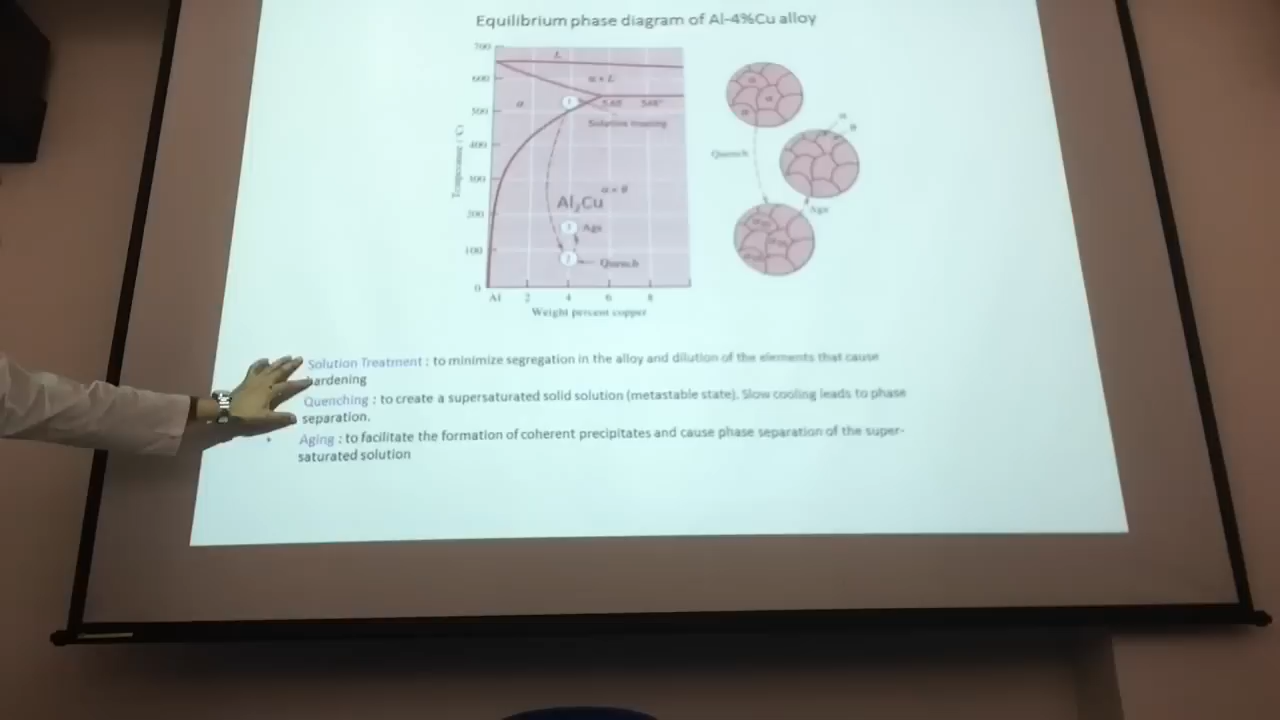 Equilibrium phase diagram of Al-4%Cu alloy
700
L
600
α + L
α
1
548°
500
Solution treating
Temperature (°C)
400
Quench
300
α + θ
Al₂Cu
200
3 Age
Age
100
2
Quench
0
Al 2 4 6 8
Weight percent copper
Solution Treatment : to minimize segregation in the alloy and dilution of the elements that cause
hardening
Quenching : to create a supersaturated solid solution (metastable state). Slow cooling leads to phase
separation.
Aging : to facilitate the formation of coherent precipitates and cause phase separation of the super-
saturated solution